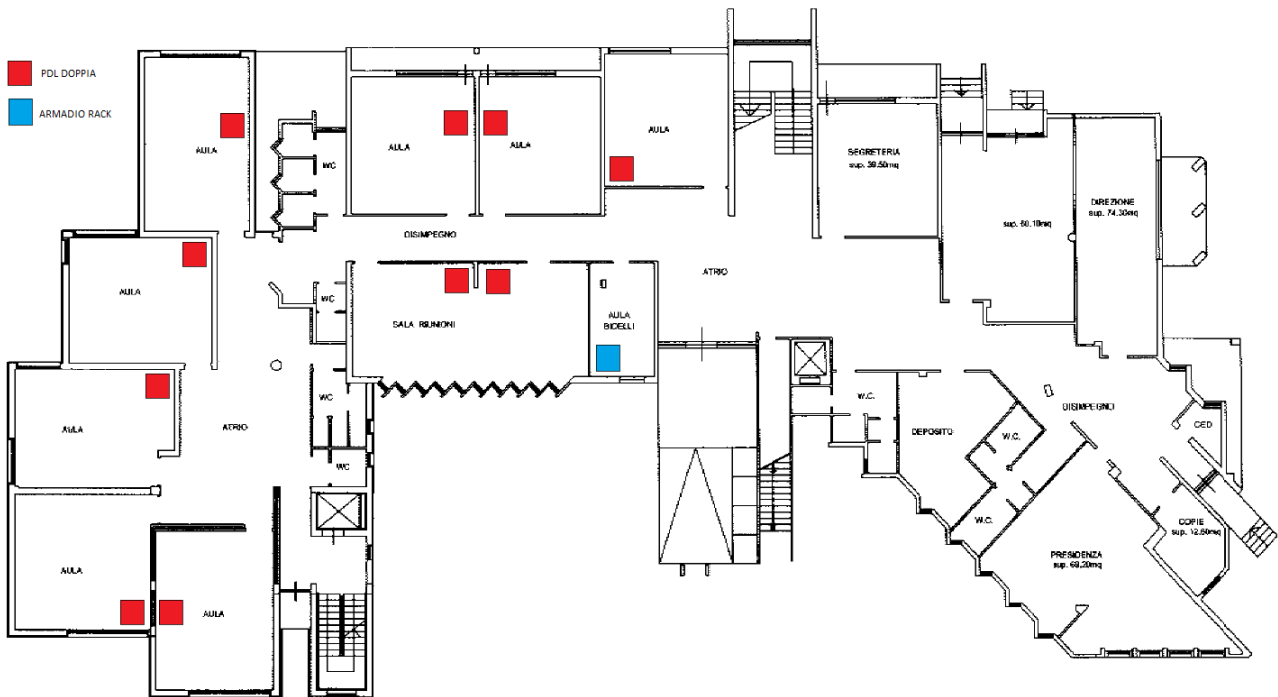 PDL DOPPIA
ARMADIO RACK
AULA
WC
AULA
AULA
AULA
SEGRETERIA
sup. 39.50mq
DIREZIONE
sup. 74.30mq
sup. 60.10mq
DISIMPEGNO
ATRIO
AULA
WC
SALA RIUNIONI
AULA
BIDELLI
AULA
ATRIO
WC
W.C.
DEPOSITO
W.C.
DISIMPEGNO
CED
WC
AULA
AULA
W.C.
PRESIDENZA
sup. 69.20mq
COPIE
sup. 12.60mq